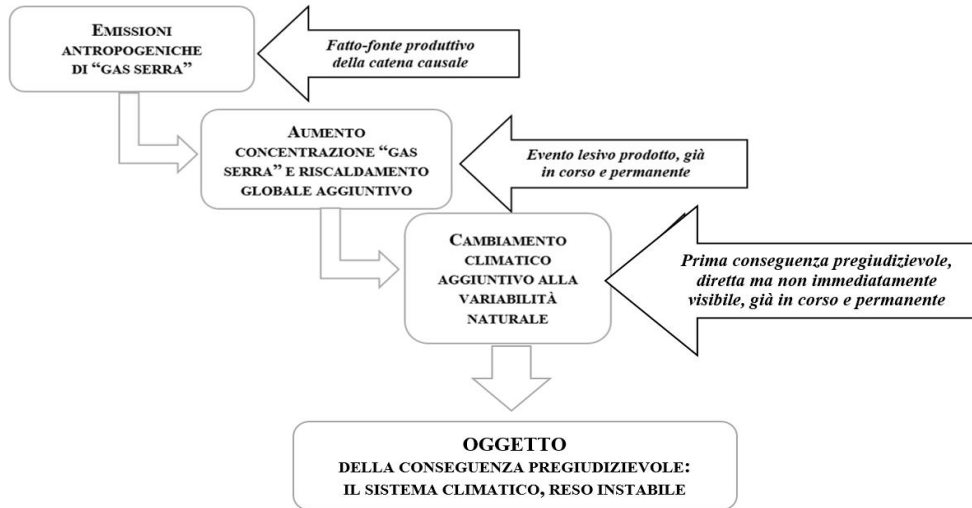 EMISSIONI
ANTROPOGENICHE
DI “GAS SERRA”
Fatto-fonte produttivo
della catena causale
AUMENTO
CONCENTRAZIONE “GAS
SERRA” E RISCALDAMENTO
GLOBALE AGGIUNTIVO
Evento lesivo prodotto, già
in corso e permanente
CAMBIAMENTO
CLIMATICO
AGGIUNTIVO ALLA
VARIABILITÀ
NATURALE
Prima conseguenza pregiudizievole,
diretta ma non immediatamente
visibile, già in corso e permanente
OGGETTO
DELLA CONSEGUENZA PREGIUDIZIEVOLE:
IL SISTEMA CLIMATICO, RESO INSTABILE